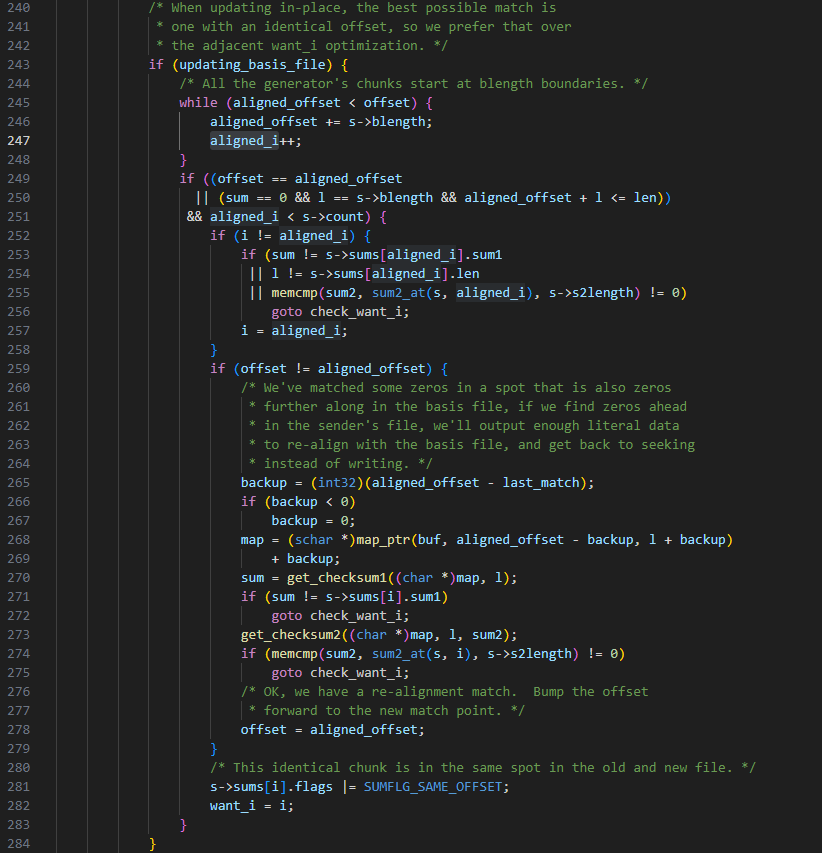 240 /* When updating in-place, the best possible match is
241 * one with an identical offset, so we prefer that over
242 * the adjacent want_i optimization. */
243 if (updating_basis_file) {
244 /* All the generator's chunks start at blength boundaries. */
245 while (aligned_offset < offset) {
246 aligned_offset += s->blength;
247 aligned_i++;
248 }
249 if ((offset == aligned_offset
250 || (sum == 0 && l == s->blength && aligned_offset + l <= len))
251 && aligned_i < s->count) {
252 if (i != aligned_i) {
253 if (sum != s->sums[aligned_i].sum1
254 || l != s->sums[aligned_i].len
255 || memcmp(sum2, sum2_at(s, aligned_i), s->s2length) != 0)
256 goto check_want_i;
257 i = aligned_i;
258 }
259 if (offset != aligned_offset) {
260 /* We've matched some zeros in a spot that is also zeros
261 * further along in the basis file, if we find zeros ahead
262 * in the sender's file, we'll output enough literal data
263 * to re-align with the basis file, and get back to seeking
264 * instead of writing. */
265 backup = (int32)(aligned_offset - last_match);
266 if (backup < 0)
267 backup = 0;
268 map = (schar *)map_ptr(buf, aligned_offset - backup, l + backup)
269 + backup;
270 sum = get_checksum1((char *)map, l);
271 if (sum != s->sums[i].sum1)
272 goto check_want_i;
273 get_checksum2((char *)map, l, sum2);
274 if (memcmp(sum2, sum2_at(s, i), s->s2length) != 0)
275 goto check_want_i;
276 /* OK, we have a re-alignment match.  Bump the offset
277 * forward to the new match point. */
278 offset = aligned_offset;
279 }
280 /* This identical chunk is in the same spot in the old and new file. */
281 s->sums[i].flags |= SUMFLG_SAME_OFFSET;
282 want_i = i;
283 }
284 }